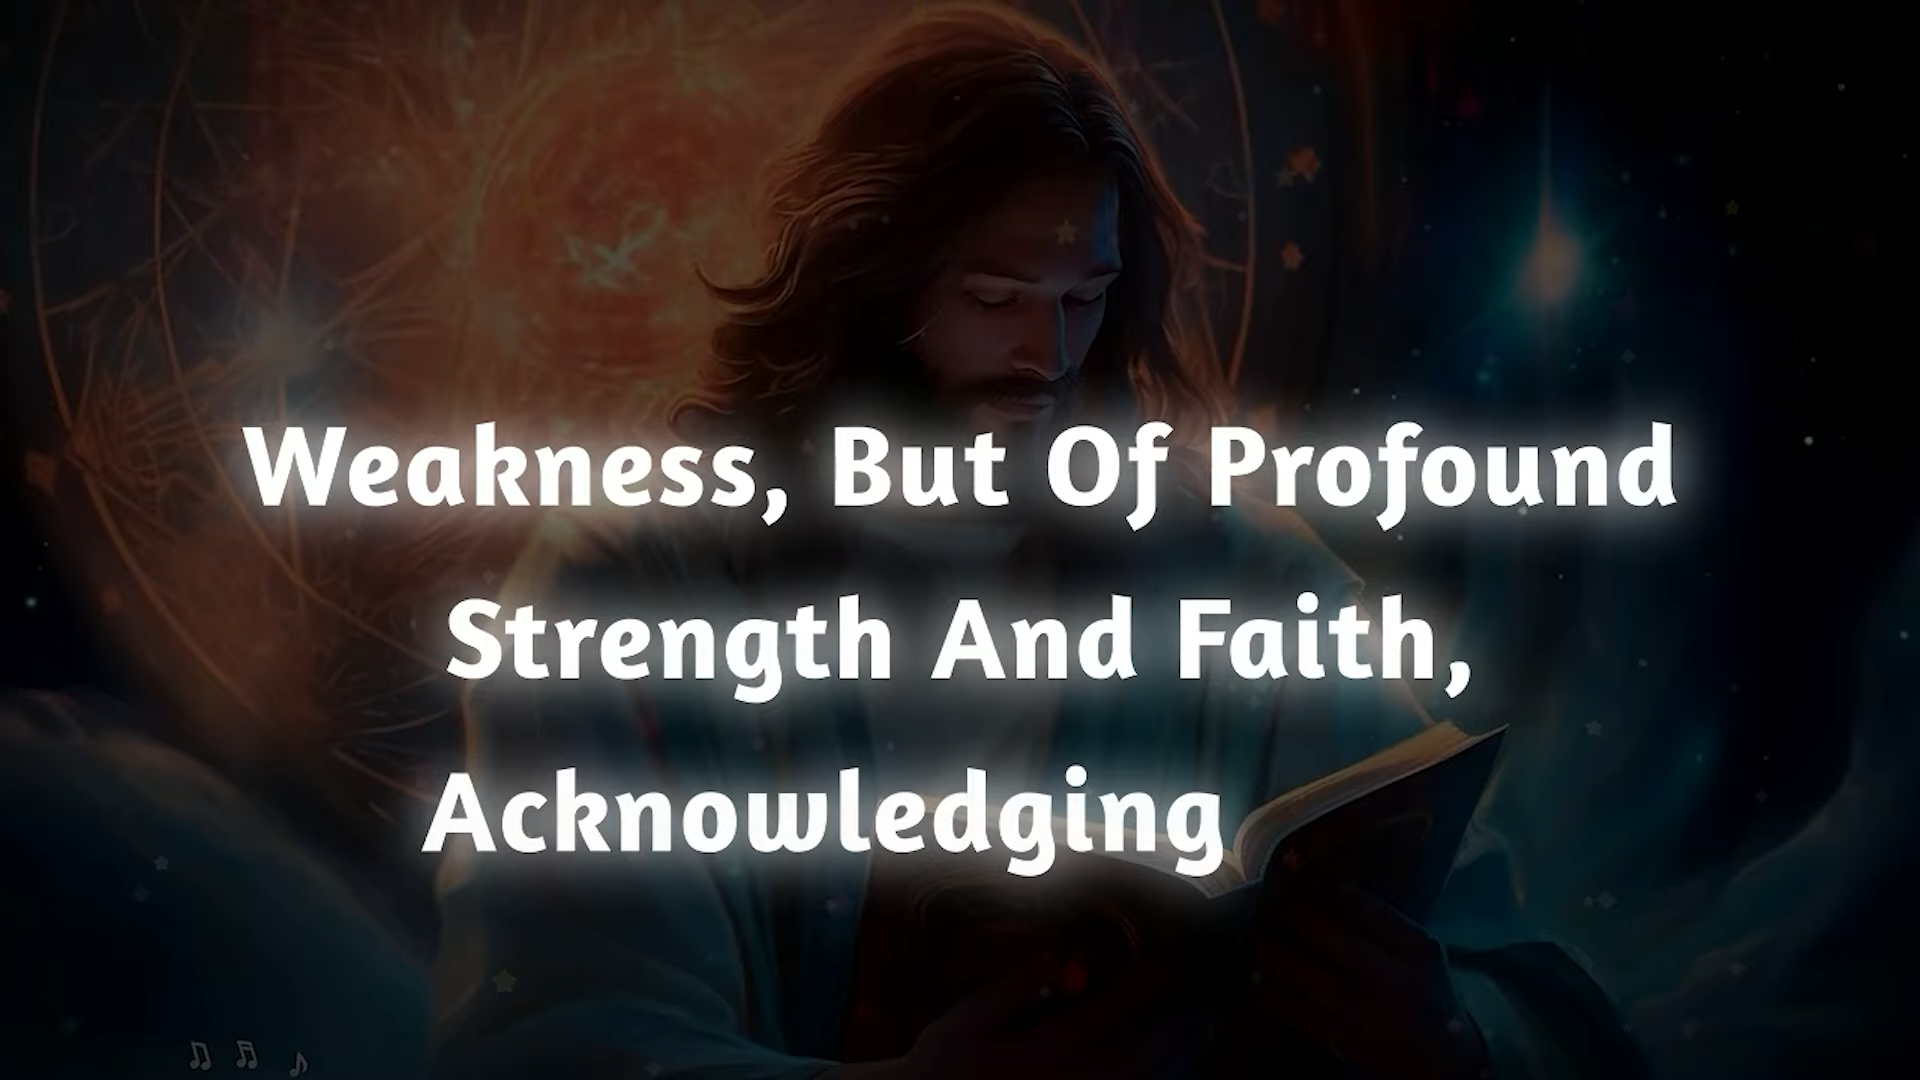 Weakness, But Of Profound
Strength And Faith,
Acknowledging